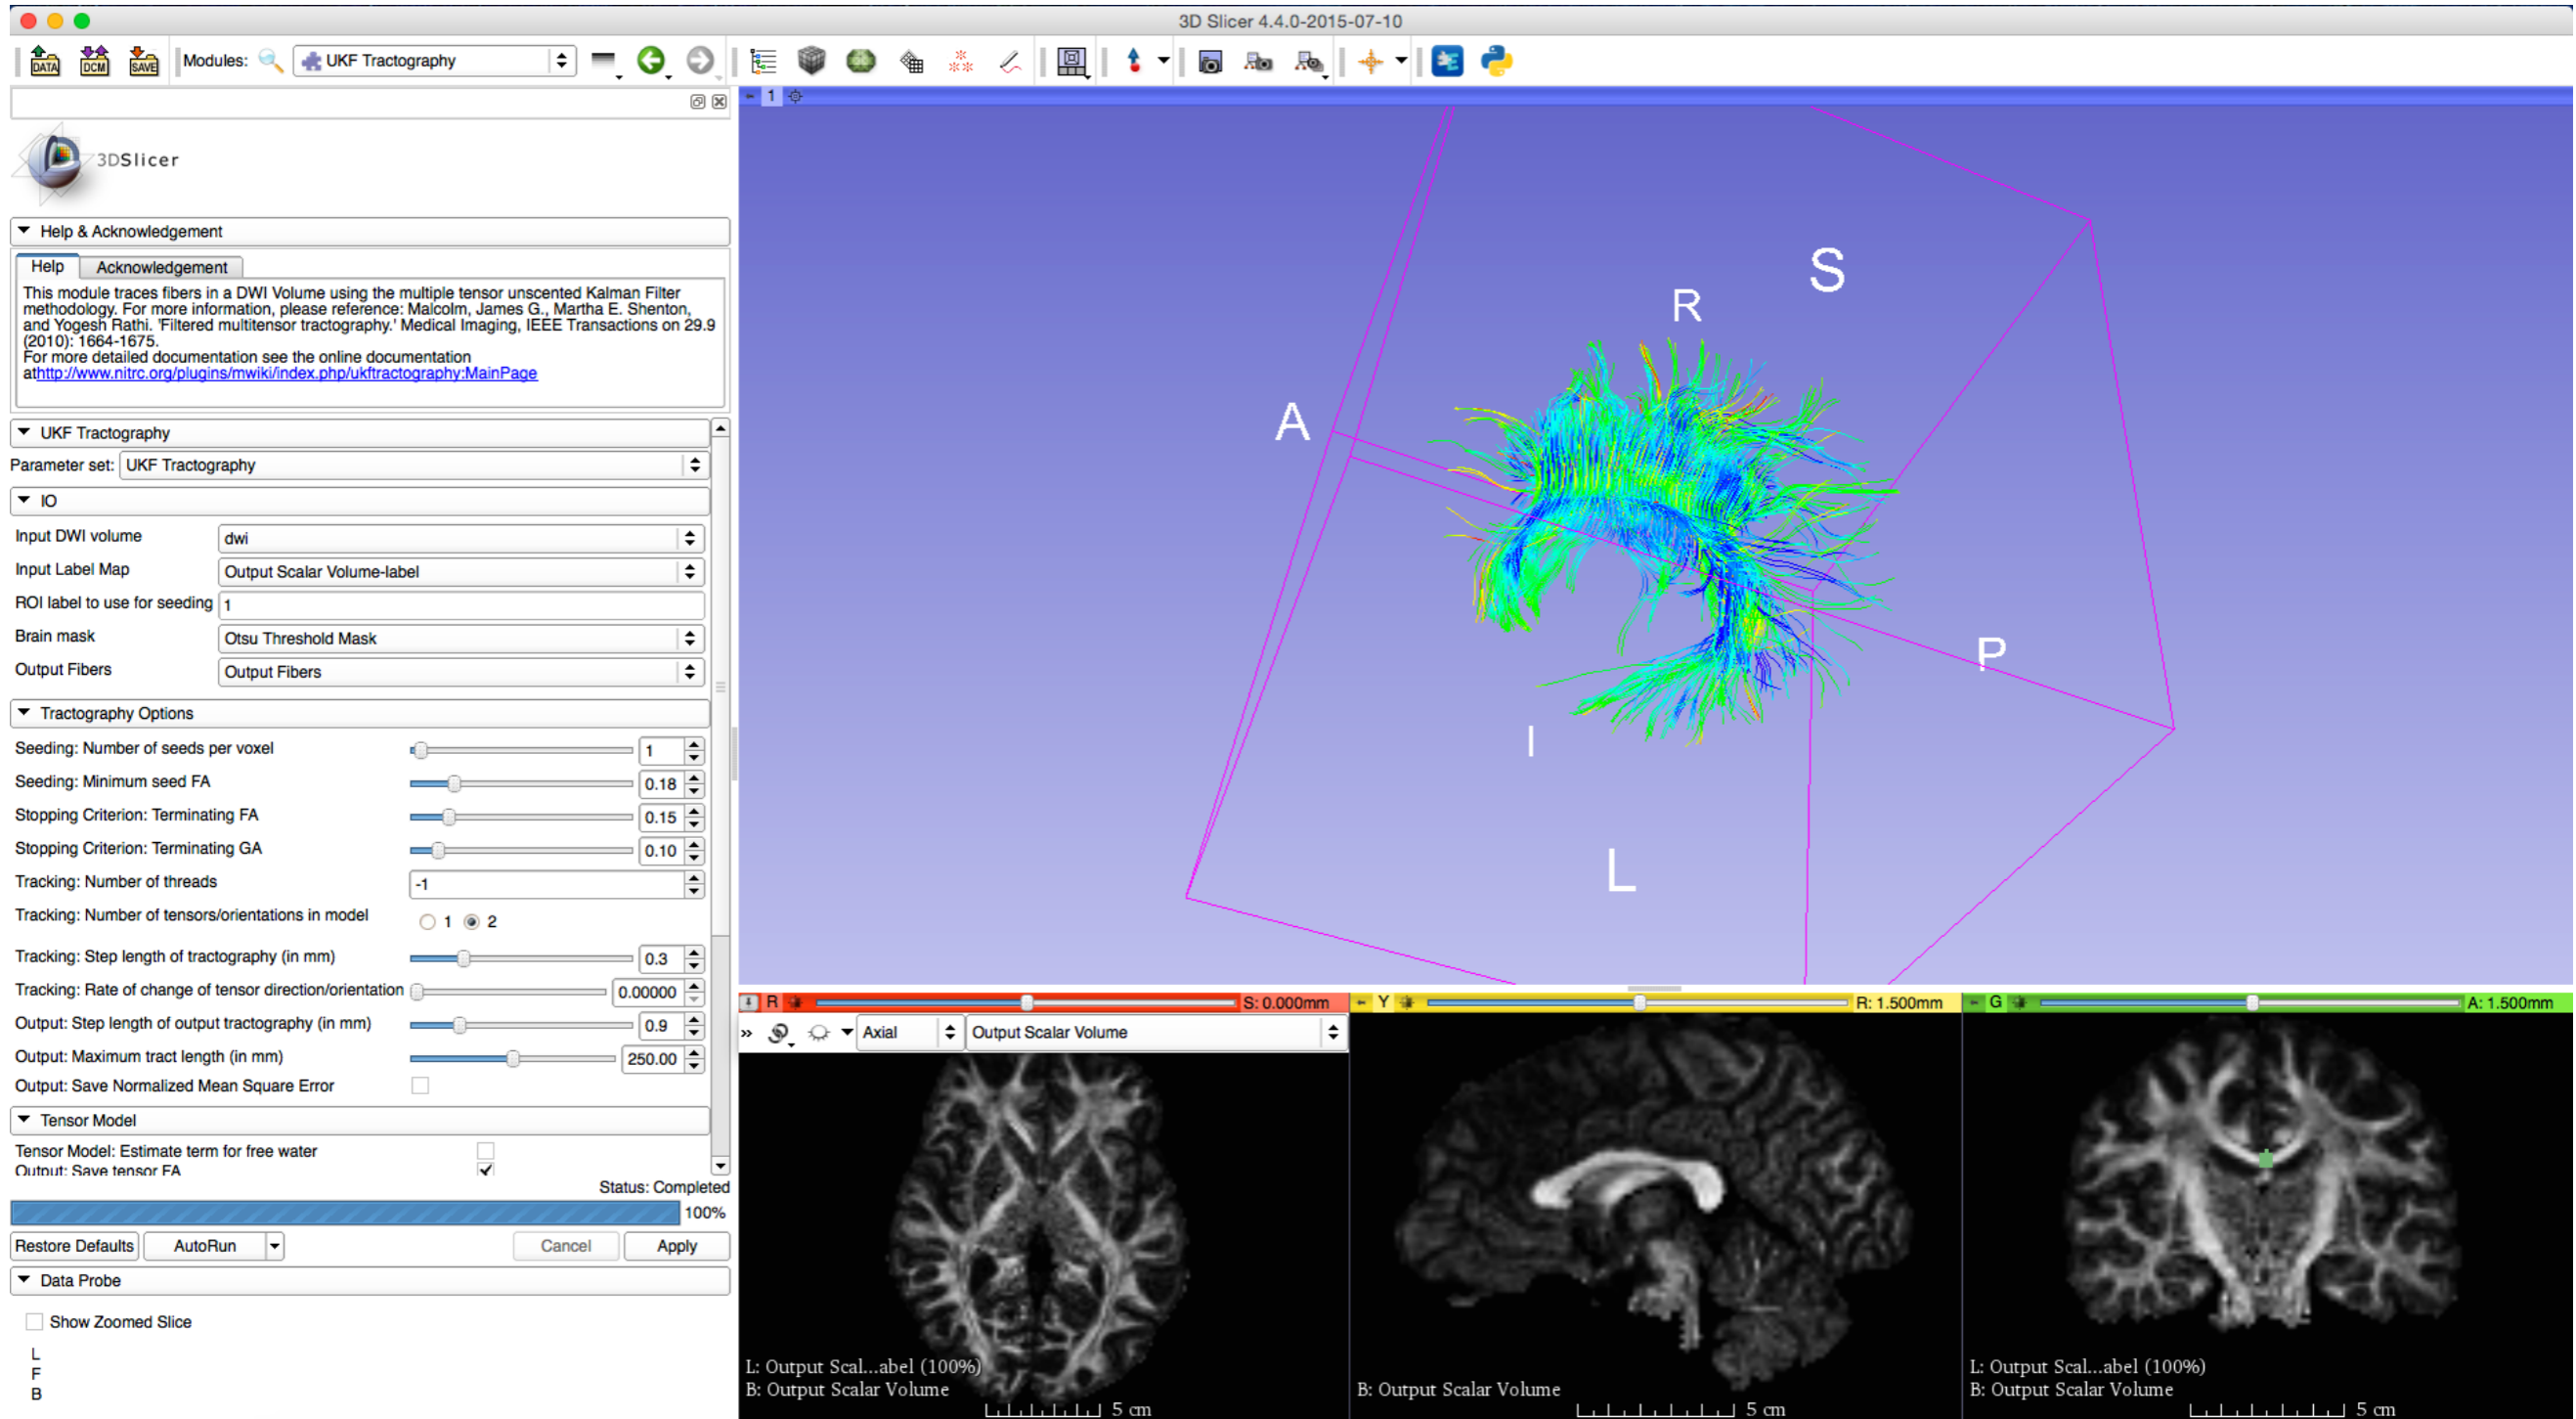 3D Slicer 4.4.0-2015-07-10
DATA DCM SAVE Modules: UKF Tractography
1
3DSlicer
Help & Acknowledgement
Help Acknowledgement
This module traces fibers in a DWI Volume using the multiple tensor unscented Kalman Filter
methodology. For more information, please reference: Malcolm, James G., Martha E. Shenton,
and Yogesh Rathi. 'Filtered multitensor tractography.' Medical Imaging, IEEE Transactions on 29.9
(2010): 1664-1675.
For more detailed documentation see the online documentation
athttp://www.nitrc.org/plugins/mwiki/index.php/ukftractography:MainPage
UKF Tractography
Parameter set: UKF Tractography
IO
Input DWI volume dwi
Input Label Map Output Scalar Volume-label
ROI label to use for seeding 1
Brain mask Otsu Threshold Mask
Output Fibers Output Fibers
Tractography Options
Seeding: Number of seeds per voxel 1
Seeding: Minimum seed FA 0.18
Stopping Criterion: Terminating FA 0.15
Stopping Criterion: Terminating GA 0.10
Tracking: Number of threads -1
Tracking: Number of tensors/orientations in model 1 2
Tracking: Step length of tractography (in mm) 0.3
Tracking: Rate of change of tensor direction/orientation 0.00000
Output: Step length of output tractography (in mm) 0.9
Output: Maximum tract length (in mm) 250.00
Output: Save Normalized Mean Square Error
Tensor Model
Tensor Model: Estimate term for free water
Output: Save tensor FA
Status: Completed
100%
Restore Defaults AutoRun Cancel Apply
Data Probe
Show Zoomed Slice
L
F
B
S
R
A
P
I
L
R S: 0.000mm
Axial Output Scalar Volume
L: Output Scal...abel (100%)
B: Output Scalar Volume
5 cm
Y R: 1.500mm
B: Output Scalar Volume
5 cm
G A: 1.500mm
L: Output Scal...abel (100%)
B: Output Scalar Volume
5 cm